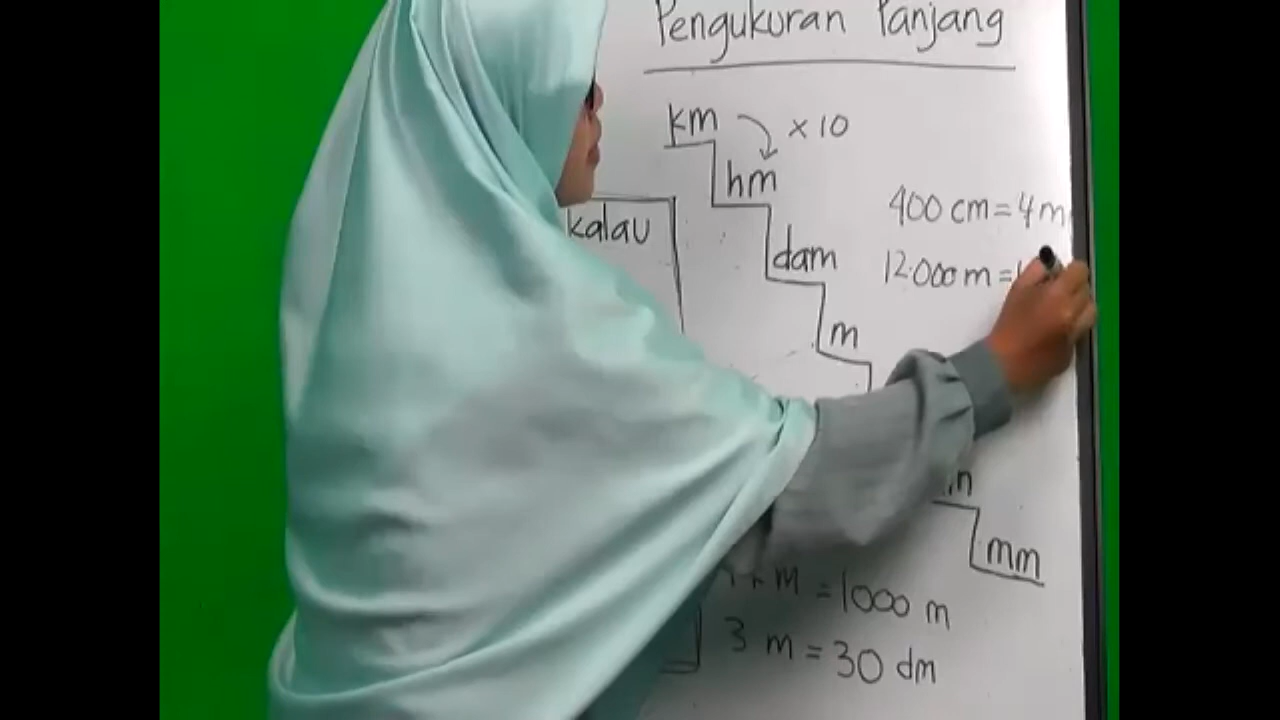 Pengukuran Panjang
km
x 10
hm
kalau
400 cm = 4 m
dam
12.000 m =
m
mm
m = 1000 m
3 m = 30 dm